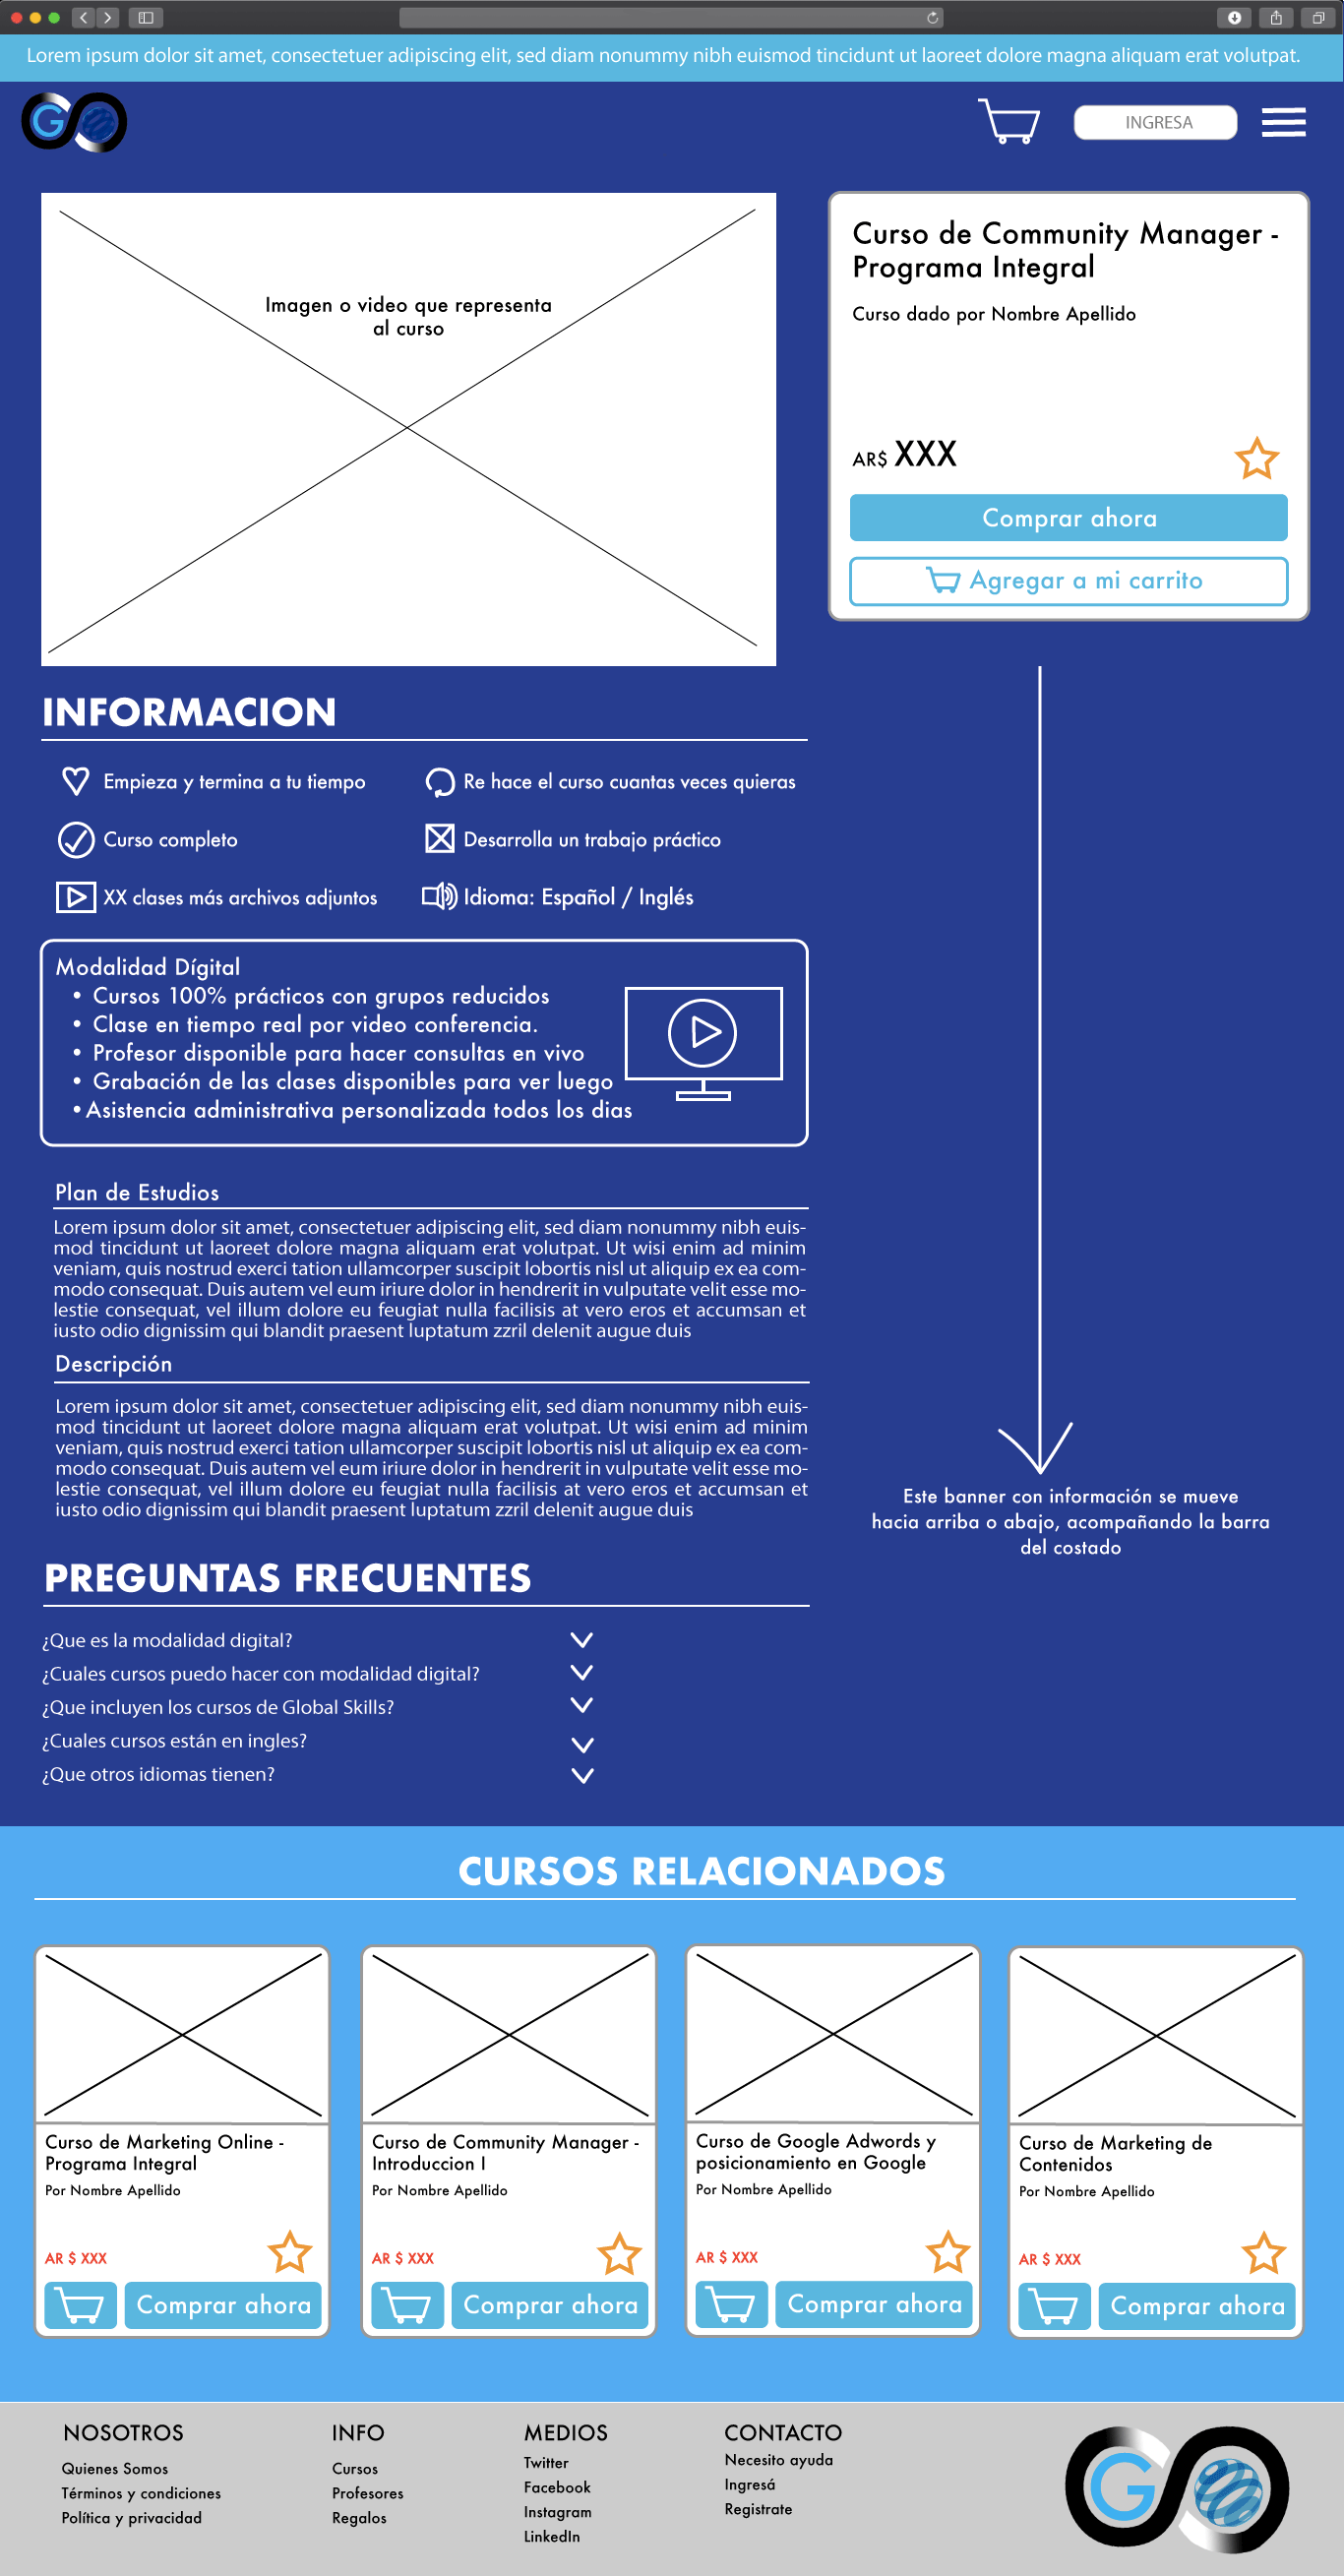 Lorem ipsum dolor sit amet, consectetuer adipiscing elit, sed diam nonummy nibh euismod tincidunt ut laoreet dolore magna aliquam erat volutpat.
G
INGRESA
Imagen o video que representa
al curso
Curso de Community Manager -
Programa Integral
Curso dado por Nombre Apellido
AR$ XXX
Comprar ahora
Agregar a mi carrito
INFORMACION
Empieza y termina a tu tiempo
Re hace el curso cuantas veces quieras
Curso completo
Desarrolla un trabajo práctico
XX clases más archivos adjuntos
Idioma: Español / Inglés
Modalidad Dígital
• Cursos 100% prácticos con grupos reducidos
• Clase en tiempo real por video conferencia.
• Profesor disponible para hacer consultas en vivo
• Grabación de las clases disponibles para ver luego
• Asistencia administrativa personalizada todos los dias
Plan de Estudios
Lorem ipsum dolor sit amet, consectetuer adipiscing elit, sed diam nonummy nibh euis-
mod tincidunt ut laoreet dolore magna aliquam erat volutpat. Ut wisi enim ad minim
veniam, quis nostrud exerci tation ullamcorper suscipit lobortis nisl ut aliquip ex ea com-
modo consequat. Duis autem vel eum iriure dolor in hendrerit in vulputate velit esse mo-
lestie consequat, vel illum dolore eu feugiat nulla facilisis at vero eros et accumsan et
iusto odio dignissim qui blandit praesent luptatum zzril delenit augue duis
Descripción
Lorem ipsum dolor sit amet, consectetuer adipiscing elit, sed diam nonummy nibh euis-
mod tincidunt ut laoreet dolore magna aliquam erat volutpat. Ut wisi enim ad minim
veniam, quis nostrud exerci tation ullamcorper suscipit lobortis nisl ut aliquip ex ea com-
modo consequat. Duis autem vel eum iriure dolor in hendrerit in vulputate velit esse mo-
lestie consequat, vel illum dolore eu feugiat nulla facilisis at vero eros et accumsan et
iusto odio dignissim qui blandit praesent luptatum zzril delenit augue duis
Este banner con información se mueve
hacia arriba o abajo, acompañando la barra
del costado
PREGUNTAS FRECUENTES
¿Que es la modalidad digital?
¿Cuales cursos puedo hacer con modalidad digital?
¿Que incluyen los cursos de Global Skills?
¿Cuales cursos están en ingles?
¿Que otros idiomas tienen?
CURSOS RELACIONADOS
Curso de Marketing Online -
Programa Integral
Por Nombre Apellido
AR $ XXX
Comprar ahora
Curso de Community Manager -
Introduccion I
Por Nombre Apellido
AR $ XXX
Comprar ahora
Curso de Google Adwords y
posicionamiento en Google
Por Nombre Apellido
AR $ XXX
Comprar ahora
Curso de Marketing de
Contenidos
Por Nombre Apellido
AR $ XXX
Comprar ahora
NOSOTROS
Quienes Somos
Términos y condiciones
Política y privacidad
INFO
Cursos
Profesores
Regalos
MEDIOS
Twitter
Facebook
Instagram
LinkedIn
CONTACTO
Necesito ayuda
Ingresá
Registrate
G